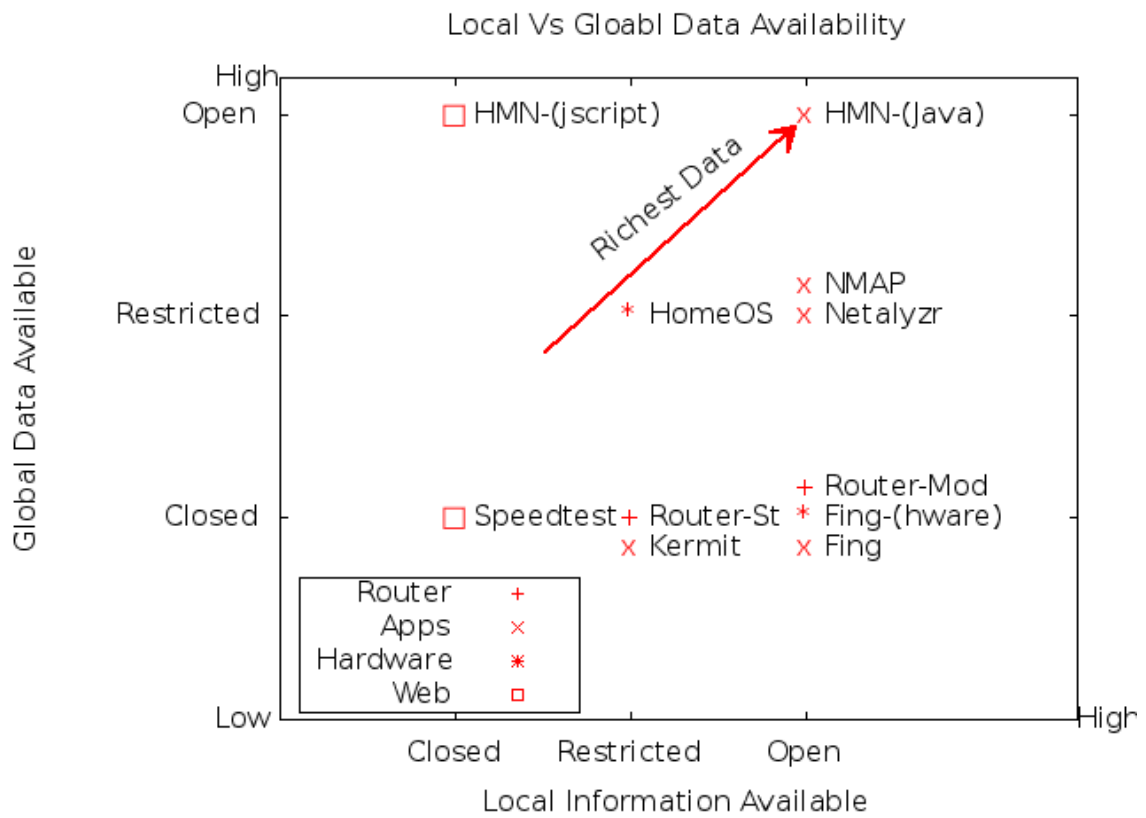 Local Vs Gloabl Data Availability
High
Open
HMN-(jscript)
HMN-(Java)
Richest Data
NMAP
Restricted
HomeOS
Netalyzr
Global Data Available
Router-Mod
Closed
Speedtest
Router-St
Fing-(hware)
Kermit
Fing
Router
Apps
Hardware
Web
Low
High
Closed
Restricted
Open
Local Information Available